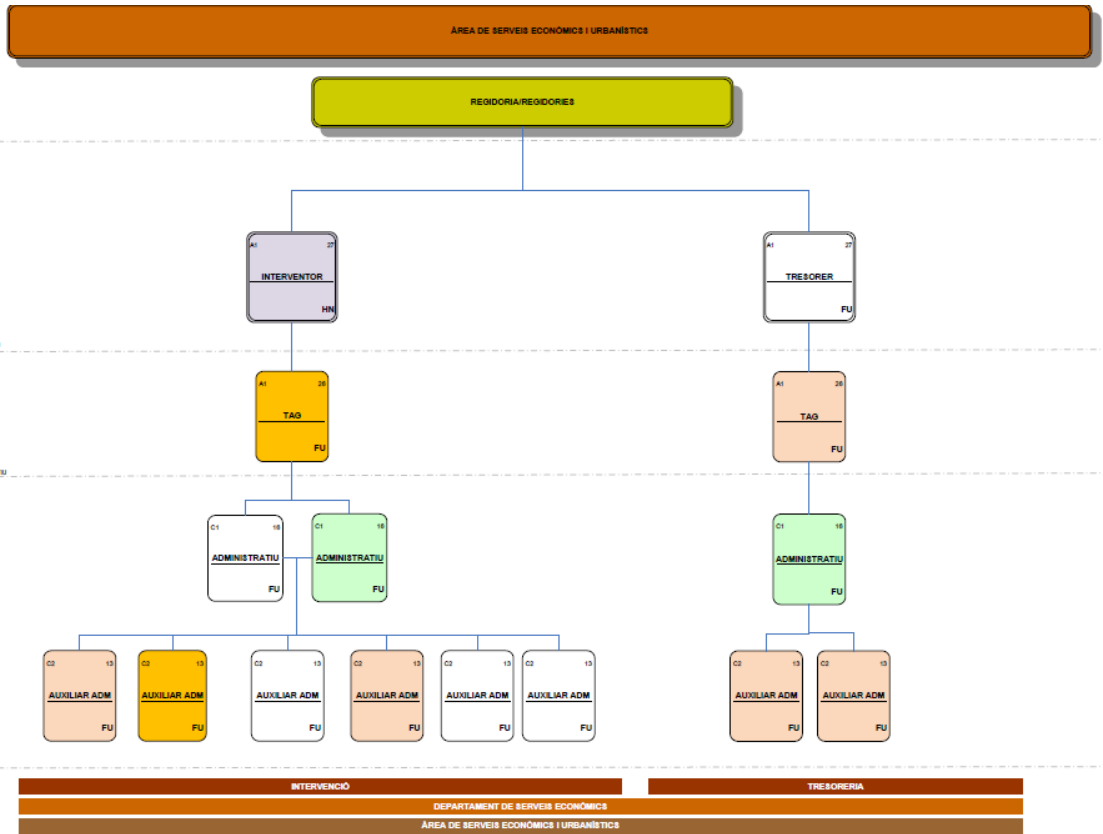 ÀREA DE SERVEIS ECONÒMICS I URBANÍSTICS
REGIDORIA/REGIDORIES
A1 27
INTERVENTOR
HN
A1 27
TRESORER
FU
A1 26
TAG
FU
A1 26
TAG
FU
C1 18
ADMINISTRATIU
FU
C1 18
ADMINISTRATIU
FU
C1 18
ADMINISTRATIU
FU
C2 13
AUXILIAR ADM
FU
C2 13
AUXILIAR ADM
FU
C2 13
AUXILIAR ADM
FU
C2 13
AUXILIAR ADM
FU
C2 13
AUXILIAR ADM
FU
C2 13
AUXILIAR ADM
FU
C2 13
AUXILIAR ADM
FU
C2 13
AUXILIAR ADM
FU
INTERVENCIÓ
TRESORERIA
DEPARTAMENT DE SERVEIS ECONÒMICS
ÀREA DE SERVEIS ECONÒMICS I URBANÍSTICS